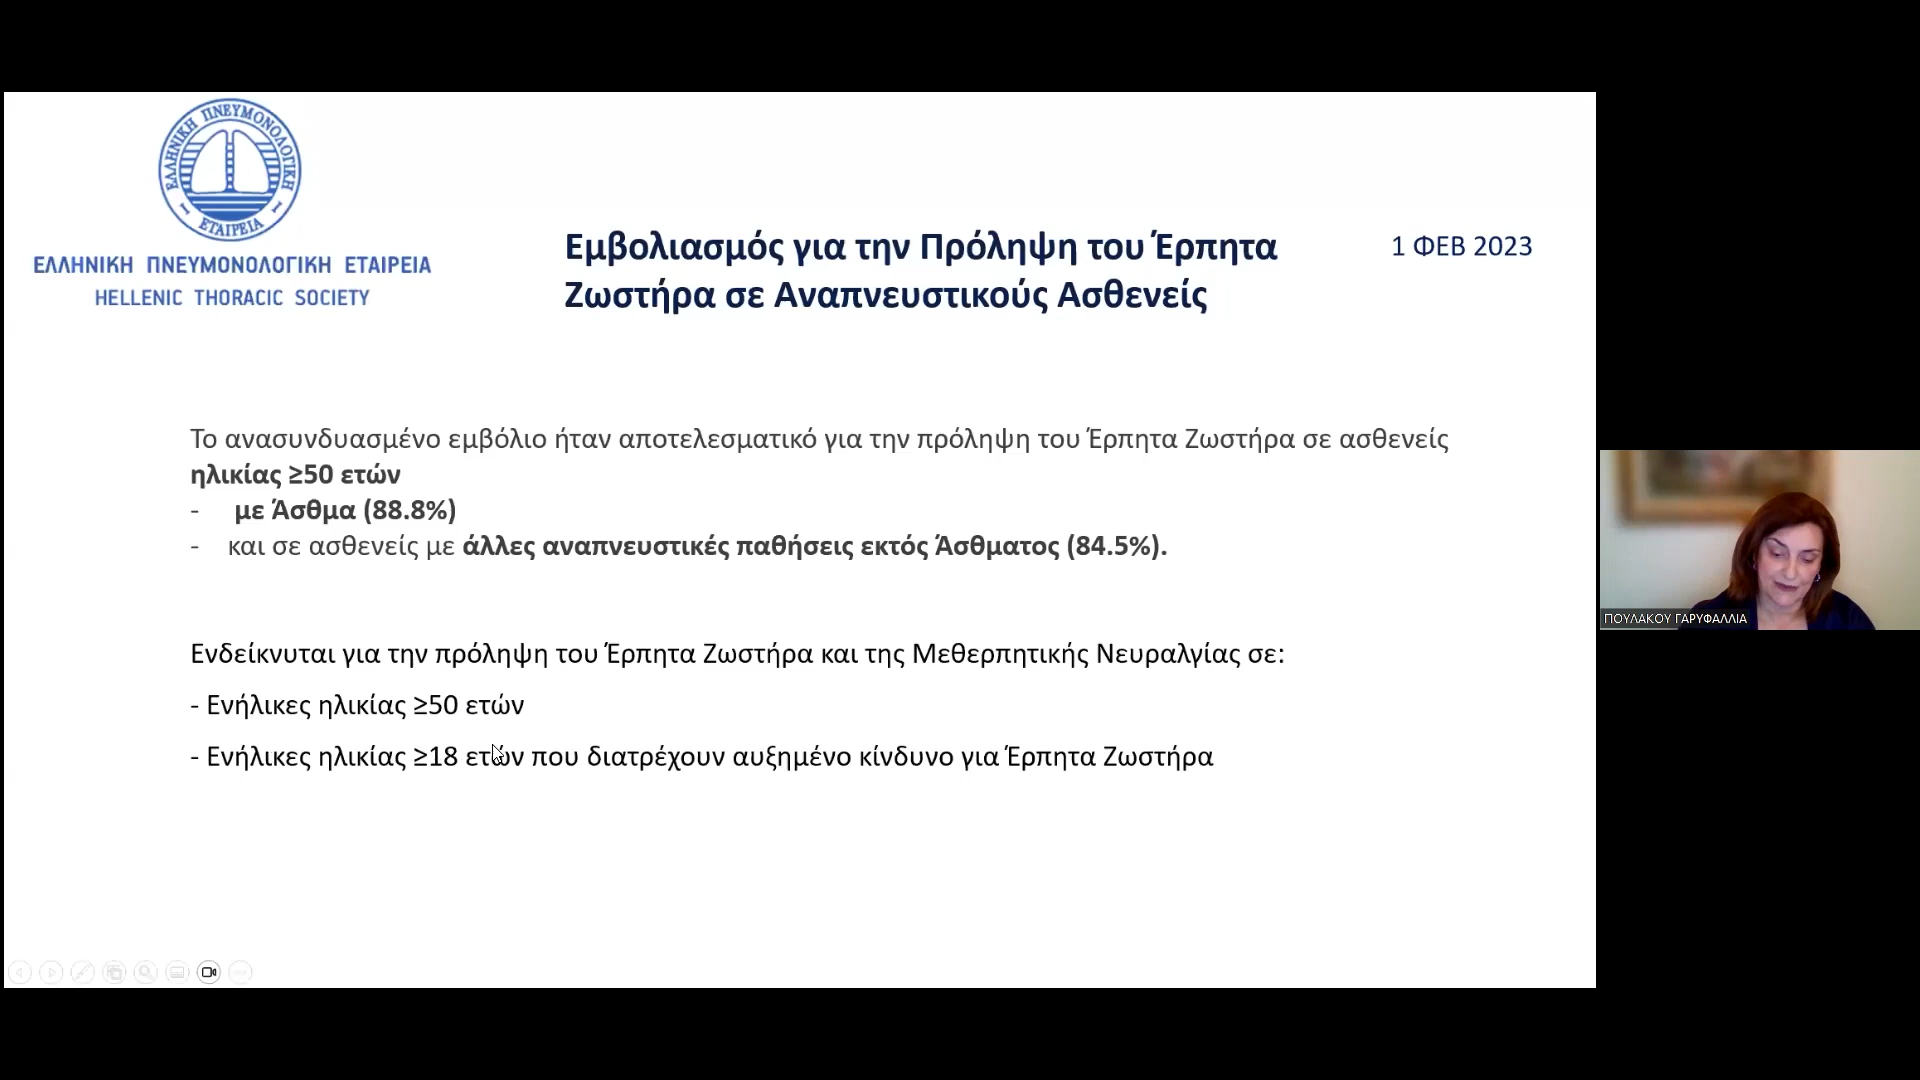 ΕΛΛΗΝΙΚΗ ΠΝΕΥΜΟΝΟΛΟΓΙΚΗ
ΕΤΑΙΡΕΙΑ
ΕΛΛΗΝΙΚΗ ΠΝΕΥΜΟΝΟΛΟΓΙΚΗ ΕΤΑΙΡΕΙΑ
HELLENIC THORACIC SOCIETY
Εμβολιασμός για την Πρόληψη του Έρπητα
Ζωστήρα σε Αναπνευστικούς Ασθενείς
1 ΦΕΒ 2023
Το ανασυνδυασμένο εμβόλιο ήταν αποτελεσματικό για την πρόληψη του Έρπητα Ζωστήρα σε ασθενείς
ηλικίας ≥50 ετών
- με Άσθμα (88.8%)
- και σε ασθενείς με άλλες αναπνευστικές παθήσεις εκτός Άσθματος (84.5%).
Ενδείκνυται για την πρόληψη του Έρπητα Ζωστήρα και της Μεθερπητικής Νευραλγίας σε:
- Ενήλικες ηλικίας ≥50 ετών
- Ενήλικες ηλικίας ≥18 ετών που διατρέχουν αυξημένο κίνδυνο για Έρπητα Ζωστήρα
ΠΟΥΛΑΚΟΥ ΓΑΡΥΦΑΛΛΙΑ